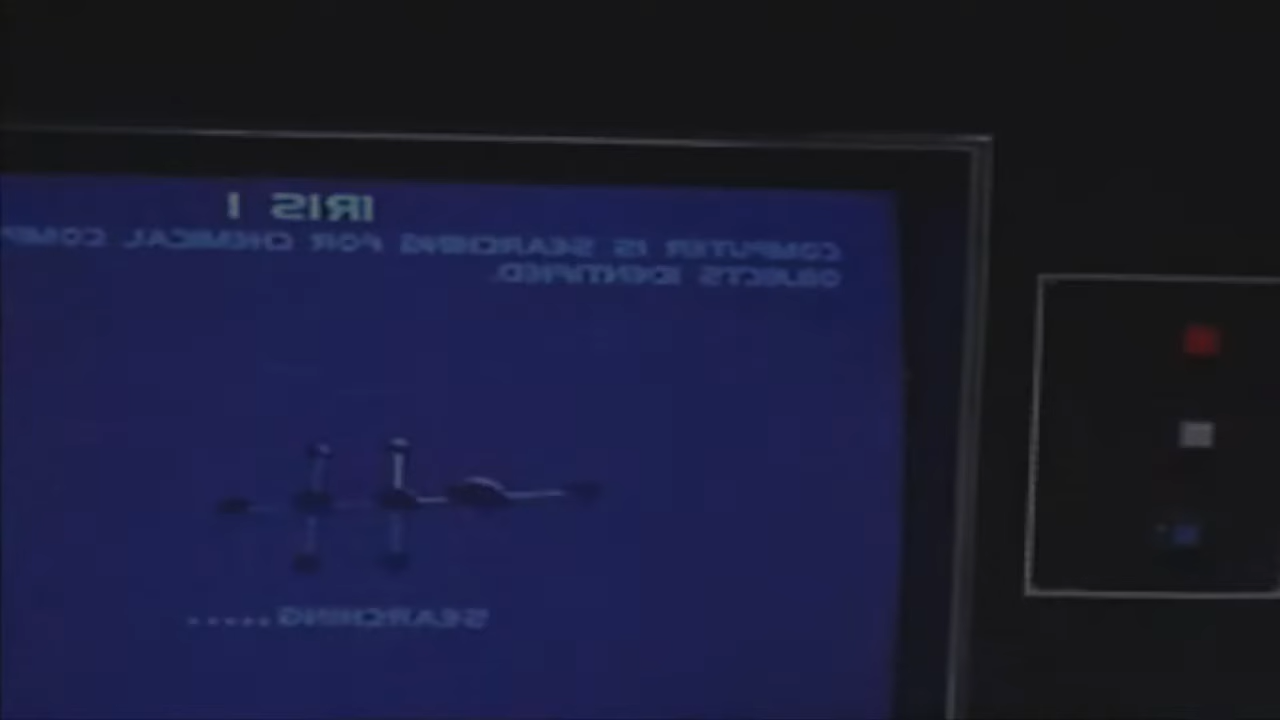 IRIS I
COMPUTER IS SEARCHING FOR CHEMICAL
OBJECTS IDENTIFIED.
SEARCHING.....